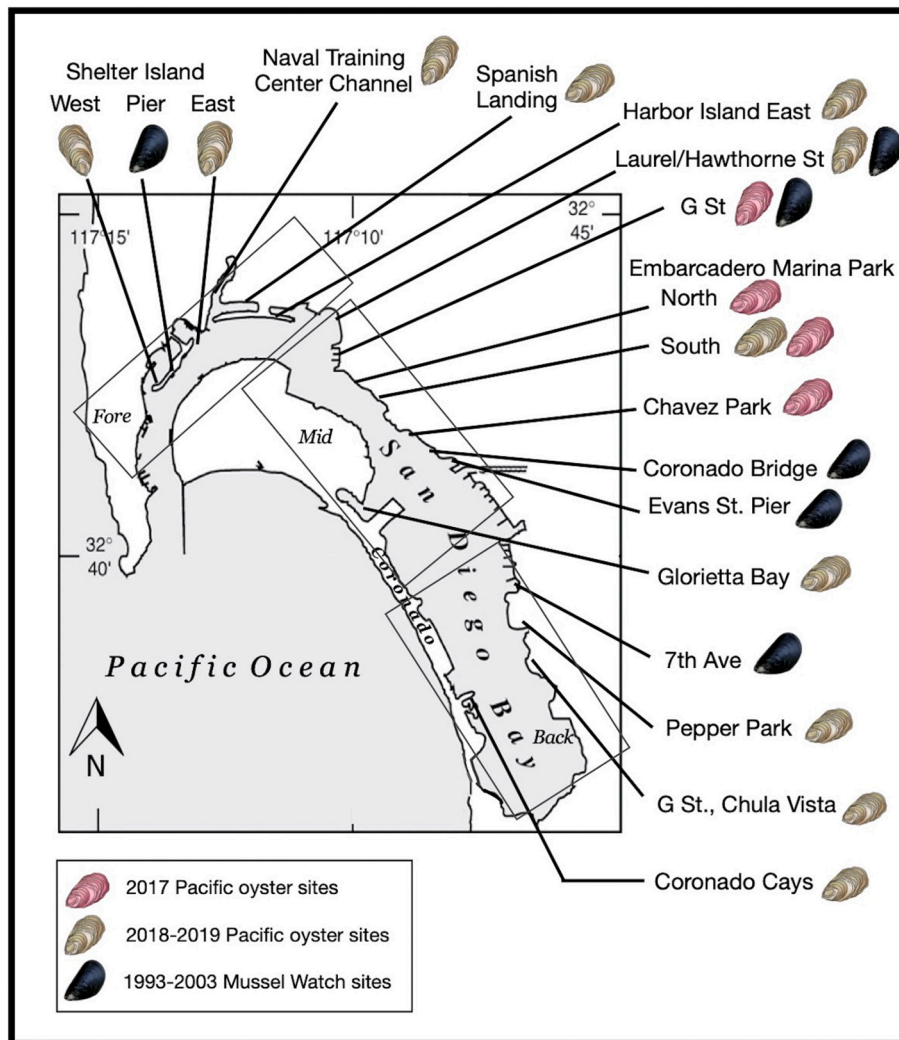 Naval Training
Center Channel
Spanish
Landing
Shelter Island
West Pier East
Harbor Island East
Laurel/Hawthorne St
G St
117°15'
117°10'
32°
45'
Embarcadero Marina Park
North
South
Chavez Park
Fore
Mid
Coronado Bridge
Evans St. Pier
32°
40'
Glorietta Bay
San Diego Bay
Coronado
7th Ave
Pacific Ocean
Pepper Park
Back
N
G St., Chula Vista
Coronado Cays
2017 Pacific oyster sites
2018-2019 Pacific oyster sites
1993-2003 Mussel Watch sites